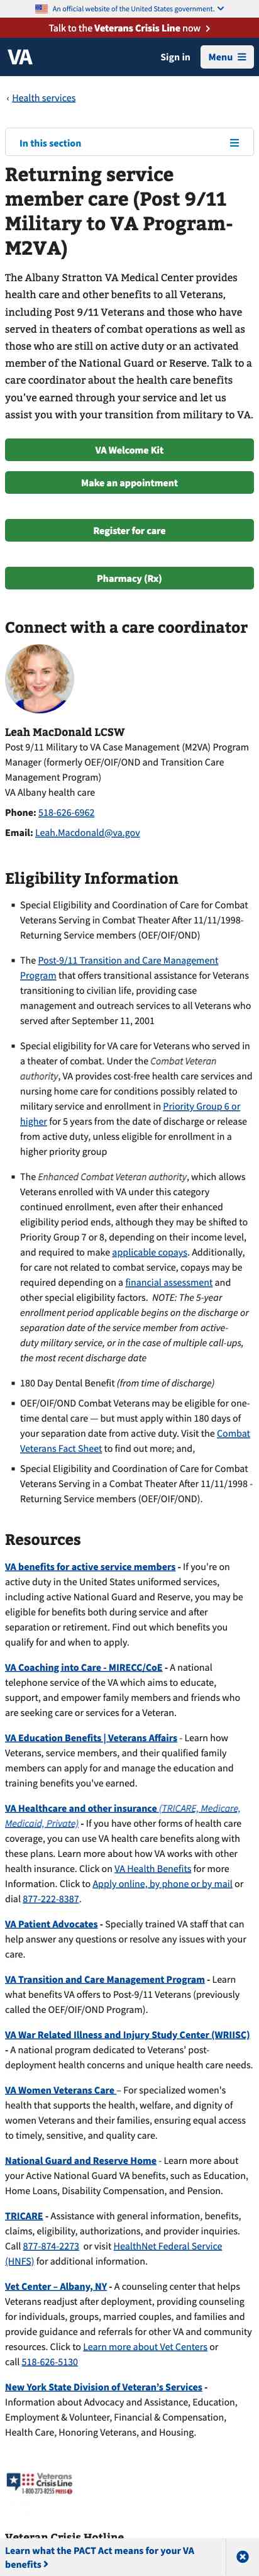 An official website of the United States government.
Talk to the Veterans Crisis Line now
VA
Sign in
Menu
‹ Health services
In this section
Returning service
member care (Post 9/11
Military to VA Program-
M2VA)
The Albany Stratton VA Medical Center provides
health care and other benefits to all Veterans,
including Post 9/11 Veterans and those who have
served in theaters of combat operations as well as
those who are still on active duty or an activated
member of the National Guard or Reserve. Talk to a
care coordinator about the health care benefits
you’ve earned through your service and let us
assist you with your transition from military to VA.
VA Welcome Kit
Make an appointment
Register for care
Pharmacy (Rx)
Connect with a care coordinator
Leah MacDonald LCSW
Post 9/11 Military to VA Case Management (M2VA) Program
Manager (formerly OEF/OIF/OND and Transition Care
Management Program)
VA Albany health care
Phone: 518-626-6962
Email: Leah.Macdonald@va.gov
Eligibility Information
▪ Special Eligibility and Coordination of Care for Combat
Veterans Serving in Combat Theater After 11/11/1998-
Returning Service members (OEF/OIF/OND)
▪ The Post-9/11 Transition and Care Management
Program that offers transitional assistance for Veterans
transitioning to civilian life, providing case
management and outreach services to all Veterans who
served after September 11, 2001
▪ Special eligibility for VA care for Veterans who served in
a theater of combat. Under the Combat Veteran
authority, VA provides cost-free health care services and
nursing home care for conditions possibly related to
military service and enrollment in Priority Group 6 or
higher for 5 years from the date of discharge or release
from active duty, unless eligible for enrollment in a
higher priority group
▪ The Enhanced Combat Veteran authority, which allows
Veterans enrolled with VA under this category
continued enrollment, even after their enhanced
eligibility period ends, although they may be shifted to
Priority Group 7 or 8, depending on their income level,
and required to make applicable copays. Additionally,
for care not related to combat service, copays may be
required depending on a financial assessment and
other special eligibility factors. NOTE: The 5-year
enrollment period applicable begins on the discharge or
separation date of the service member from active-
duty military service, or in the case of multiple call-ups,
the most recent discharge date
▪ 180 Day Dental Benefit (from time of discharge)
▪ OEF/OIF/OND Combat Veterans may be eligible for one-
time dental care — but must apply within 180 days of
your separation date from active duty. Visit the Combat
Veterans Fact Sheet to find out more; and,
▪ Special Eligibility and Coordination of Care for Combat
Veterans Serving in a Combat Theater After 11/11/1998 -
Returning Service members (OEF/OIF/OND).
Resources
VA benefits for active service members - If you're on
active duty in the United States uniformed services,
including active National Guard and Reserve, you may be
eligible for benefits both during service and after
separation or retirement. Find out which benefits you
qualify for and when to apply.
VA Coaching into Care - MIRECC/CoE - A national
telephone service of the VA which aims to educate,
support, and empower family members and friends who
are seeking care or services for a Veteran.
VA Education Benefits | Veterans Affairs - Learn how
Veterans, service members, and their qualified family
members can apply for and manage the education and
training benefits you've earned.
VA Healthcare and other insurance (TRICARE, Medicare,
Medicaid, Private) - If you have other forms of health care
coverage, you can use VA health care benefits along with
these plans. Learn more about how VA works with other
health insurance. Click on VA Health Benefits for more
Information. Click to Apply online, by phone or by mail or
dial 877-222-8387.
VA Patient Advocates - Specially trained VA staff that can
help answer any questions or resolve any issues with your
care.
VA Transition and Care Management Program - Learn
what benefits VA offers to Post-9/11 Veterans (previously
called the OEF/OIF/OND Program).
VA War Related Illness and Injury Study Center (WRIISC)
- A national program dedicated to Veterans’ post-
deployment health concerns and unique health care needs.
VA Women Veterans Care – For specialized women's
health that supports the health, welfare, and dignity of
women Veterans and their families, ensuring equal access
to timely, sensitive, and quality care.
National Guard and Reserve Home - Learn more about
your Active National Guard VA benefits, such as Education,
Home Loans, Disability Compensation, and Pension.
TRICARE - Assistance with general information, benefits,
claims, eligibility, authorizations, and provider inquiries.
Call 877-874-2273 or visit HealthNet Federal Service
(HNFS) for additional information.
Vet Center – Albany, NY - A counseling center that helps
Veterans readjust after deployment, providing counseling
for individuals, groups, married couples, and families and
provide guidance and referrals for other VA and community
resources. Click to Learn more about Vet Centers or
call 518-626-5130
New York State Division of Veteran’s Services -
Information about Advocacy and Assistance, Education,
Employment & Volunteer, Financial & Compensation,
Health Care, Honoring Veterans, and Housing.
Veterans
Crisis Line
1-800-273-8255 PRESS 1
Veteran Crisis Hotline
Learn what the PACT Act means for your VA
benefits